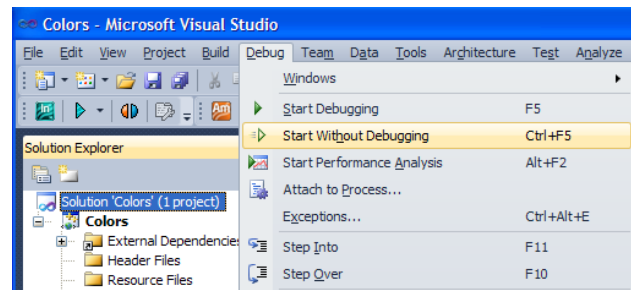 Colors - Microsoft Visual Studio
File Edit View Project Build Debug Team Data Tools Architecture Test Analyze
Windows
Start Debugging F5
Solution Explorer
Start Without Debugging Ctrl+F5
Start Performance Analysis Alt+F2
Attach to Process...
Solution 'Colors' (1 project)
Colors
Exceptions... Ctrl+Alt+E
External Dependencie
Step Into F11
Header Files
Resource Files
Step Over F10